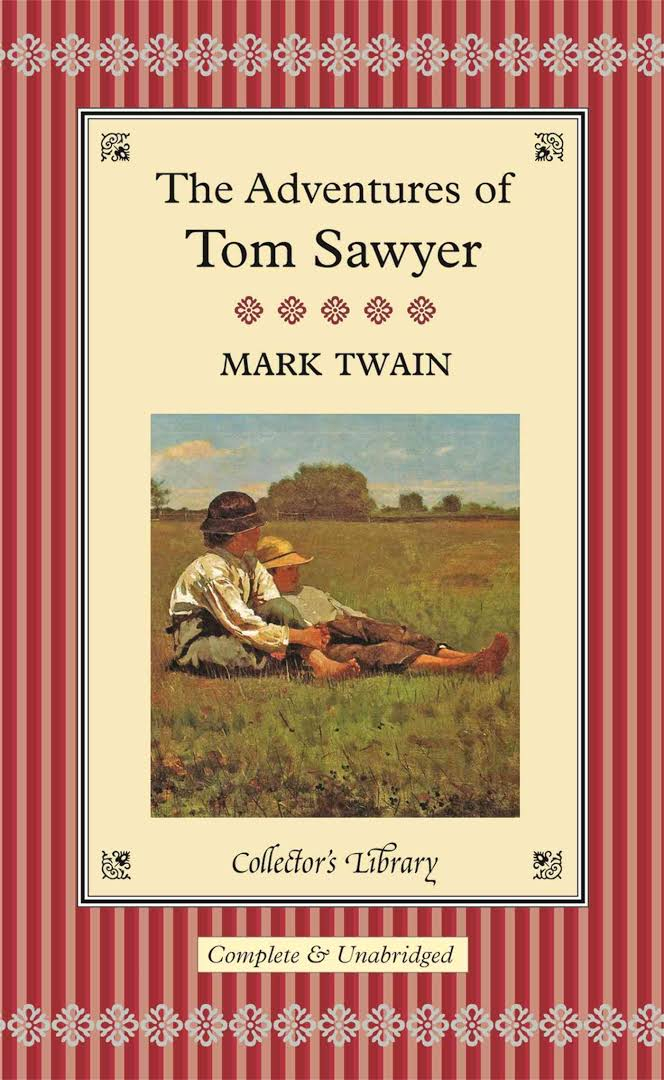 The Adventures of
Tom Sawyer
MARK TWAIN
Collector's Library
Complete & Unabridged